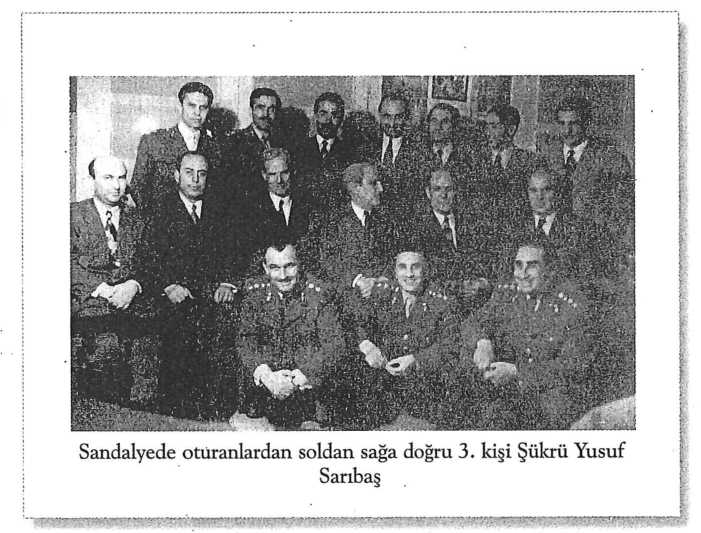 Sandalyede oturanlardan soldan sağa doğru 3. kişi Şükrü Yusuf
Sarıbaş